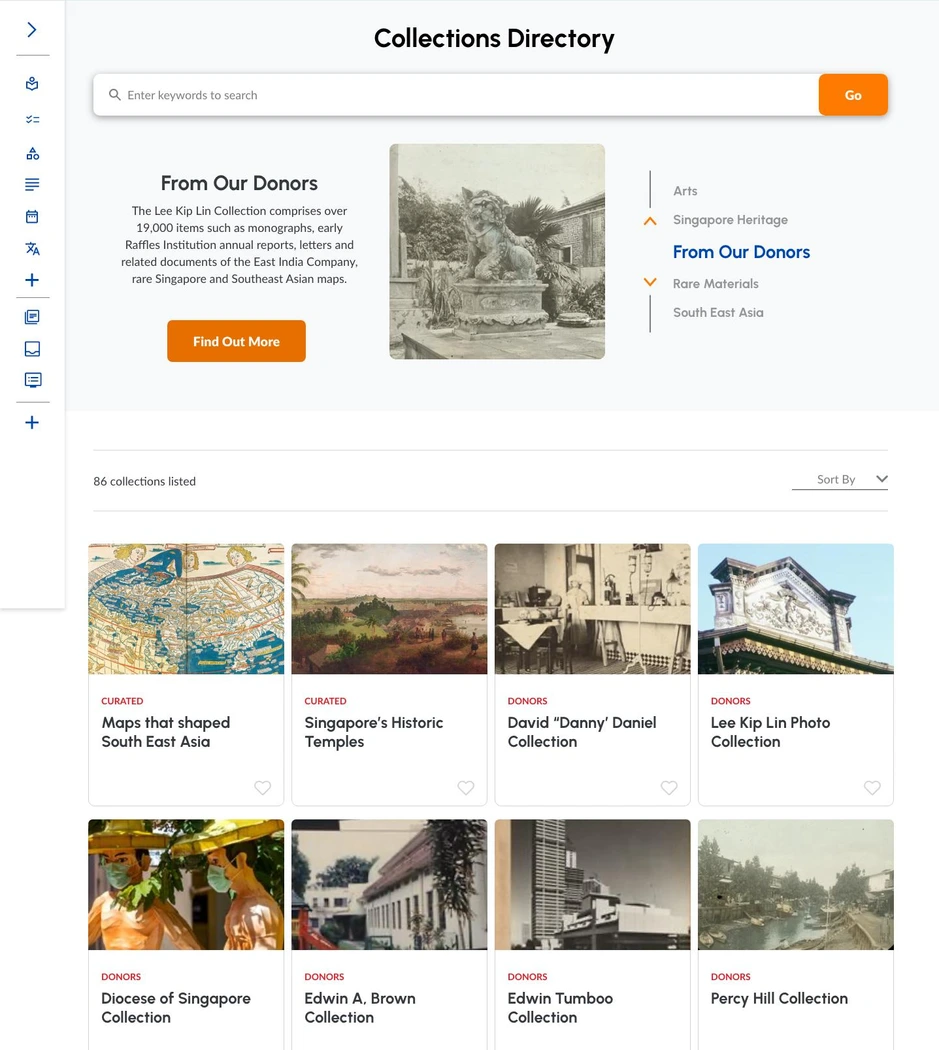 Collections Directory
Enter keywords to search
Go
From Our Donors
The Lee Kip Lin Collection comprises over
19,000 items such as monographs, early
Raffles Institution annual reports, letters and
related documents of the East India Company,
rare Singapore and Southeast Asian maps.
Find Out More
Arts
Singapore Heritage
From Our Donors
Rare Materials
South East Asia
86 collections listed
Sort By
CURATED
Maps that shaped
South East Asia
CURATED
Singapore’s Historic
Temples
DONORS
David “Danny’ Daniel
Collection
DONORS
Lee Kip Lin Photo
Collection
DONORS
Diocese of Singapore
Collection
DONORS
Edwin A, Brown
Collection
DONORS
Edwin Tumboo
Collection
DONORS
Percy Hill Collection